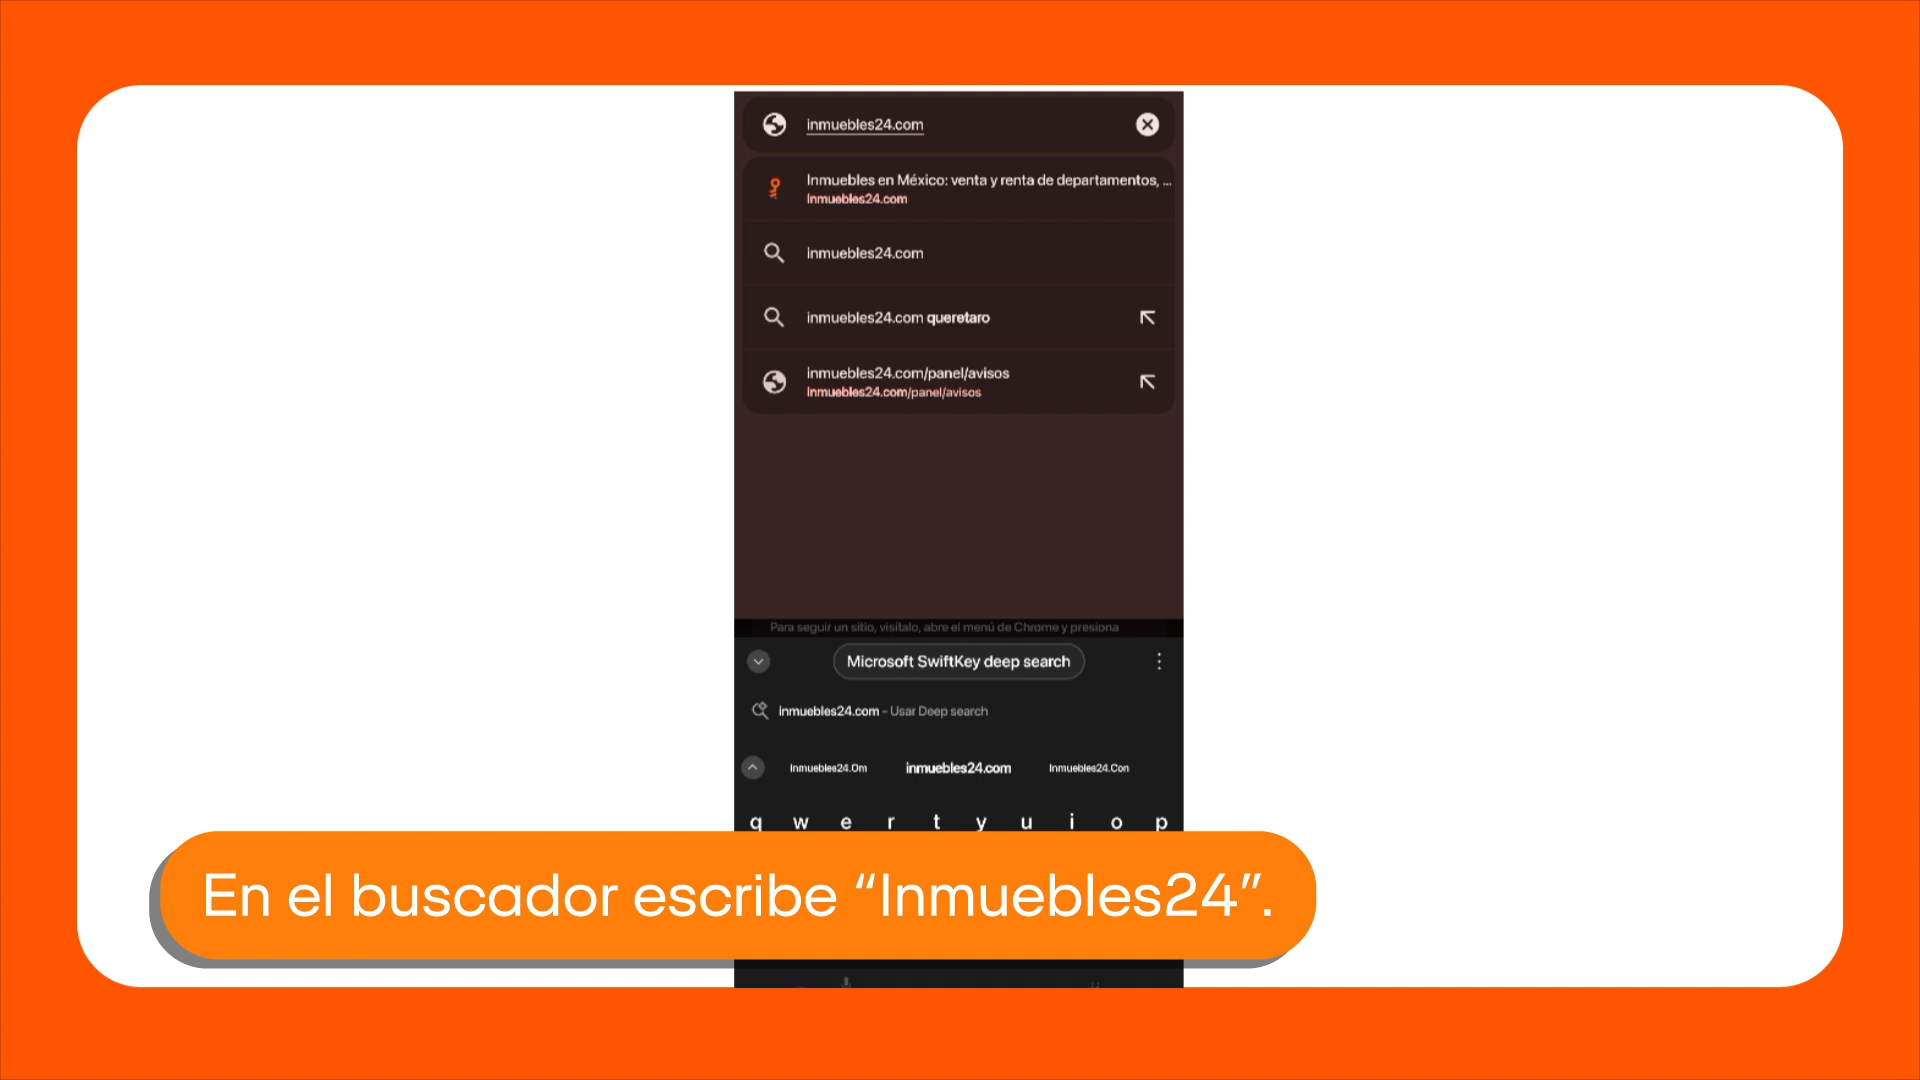 inmuebles24.com
Inmuebles en México: venta y renta de departamentos, ...
inmuebles24.com
inmuebles24.com
inmuebles24.com queretaro
inmuebles24.com/panel/avisos
inmuebles24.com/panel/avisos
Para seguir un sitio, visítalo, abre el menú de Chrome y presiona
Microsoft SwiftKey deep search
inmuebles24.com - Usar Deep search
Inmuebles24.Om inmuebles24.com Inmuebles24.Con
q w e r t y u i o p
En el buscador escribe “Inmuebles24”.